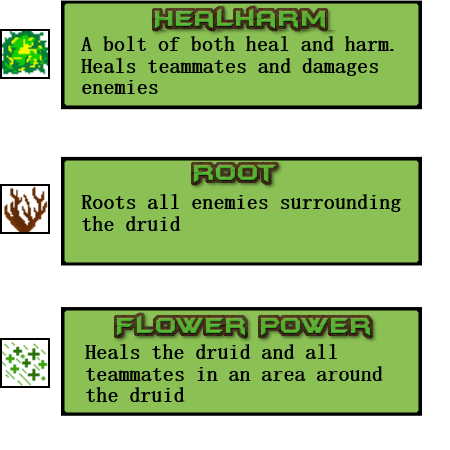 HEALHARM
A bolt of both heal and harm.
Heals teammates and damages
enemies
ROOT
Roots all enemies surrounding
the druid
FLOWER POWER
Heals the druid and all
teammates in an area around
the druid